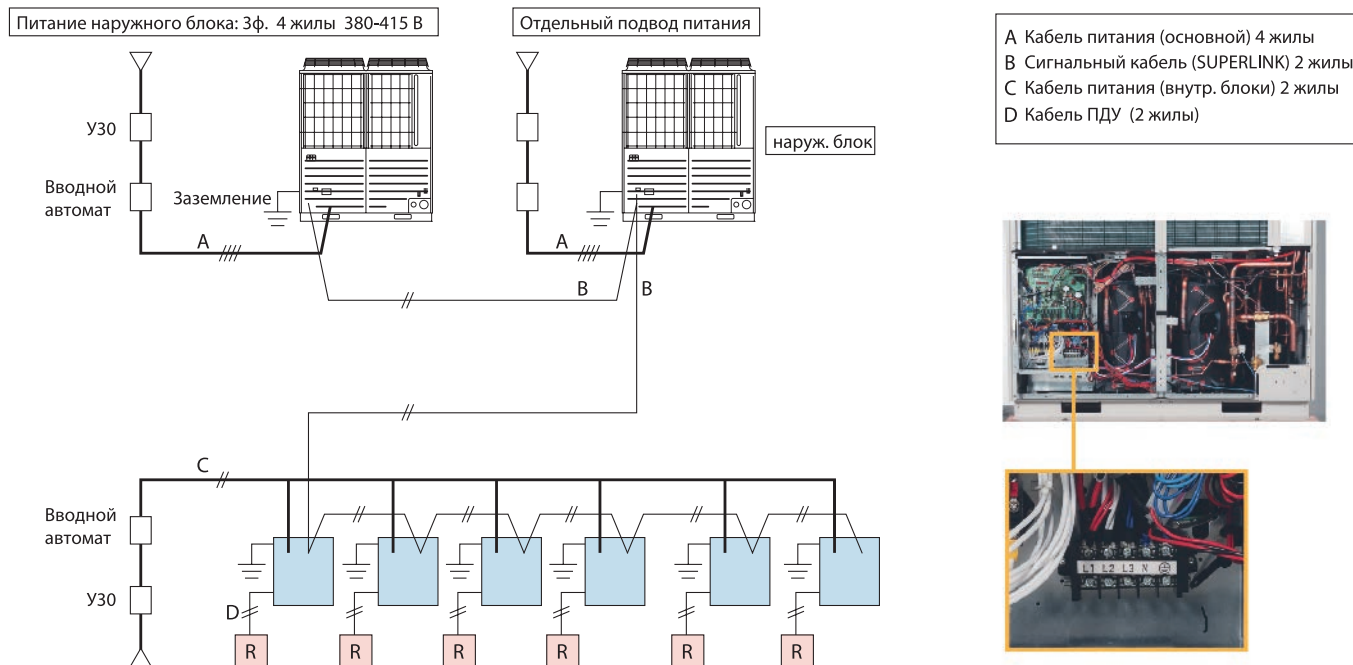 Питание наружного блока: 3ф. 4 жилы 380-415 В
Отдельный подвод питания
A Кабель питания (основной) 4 жилы
B Сигнальный кабель (SUPERLINK) 2 жилы
C Кабель питания (внутр. блоки) 2 жилы
D Кабель ПДУ (2 жилы)
УЗО
наруж. блок
Вводной
автомат
Заземление
A
A
B
B
C
Вводной
автомат
УЗО
D
R
R
R
R
R
R
L1 L2 L3 N